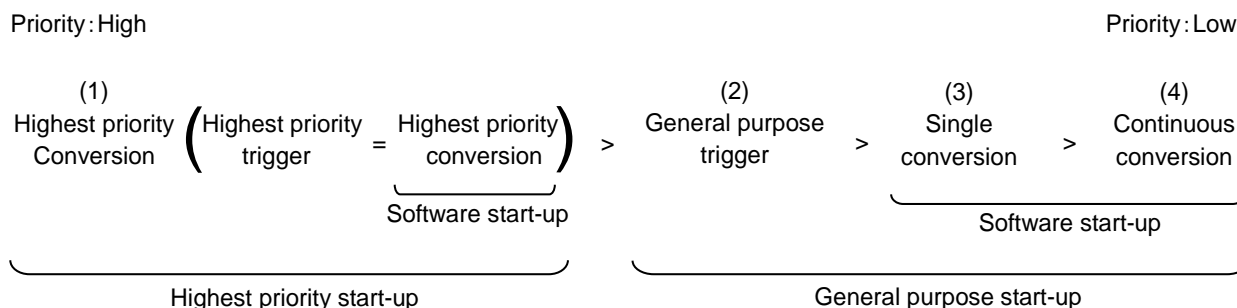 Priority:High Priority:Low
(1) (2) (3) (4)
Highest priority ( Highest priority Highest priority ) General purpose Single Continuous
Conversion trigger = conversion > trigger > conversion > conversion
Software start-up Software start-up
Highest priority start-up General purpose start-up